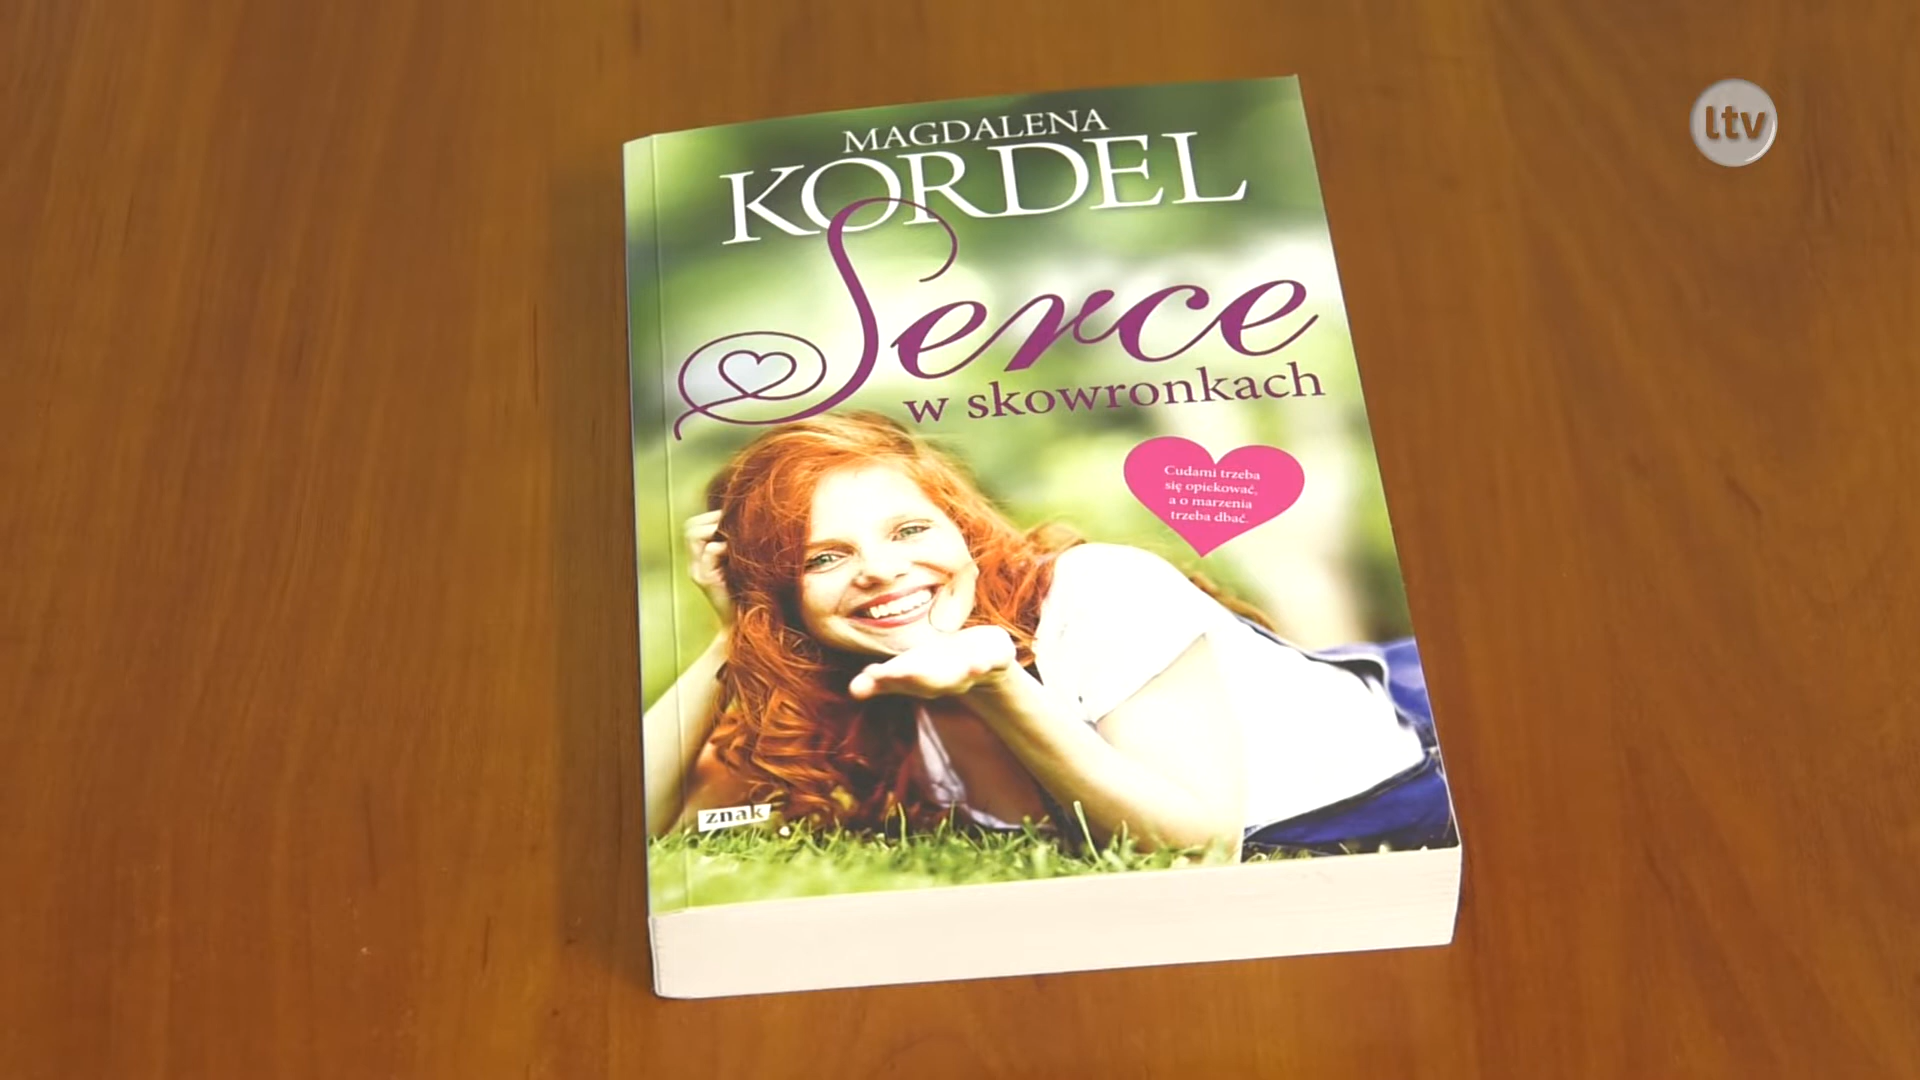 MAGDALENA
KORDEL
Serce
w skowronkach
Cudami trzeba
się opiekować,
a o marzenia
trzeba dbać.
znak
ltv